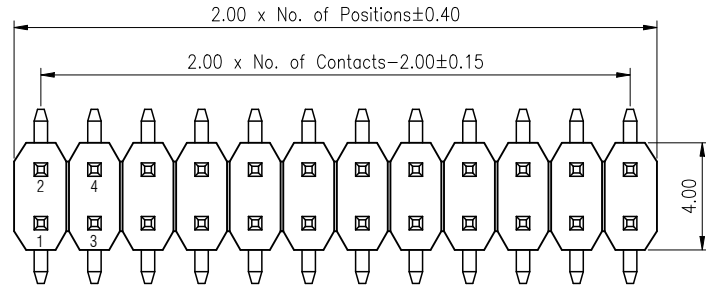 2.00 x No. of Positions±0.40
2.00 x No. of Contacts-2.00±0.15
2 4
4.00
1 3